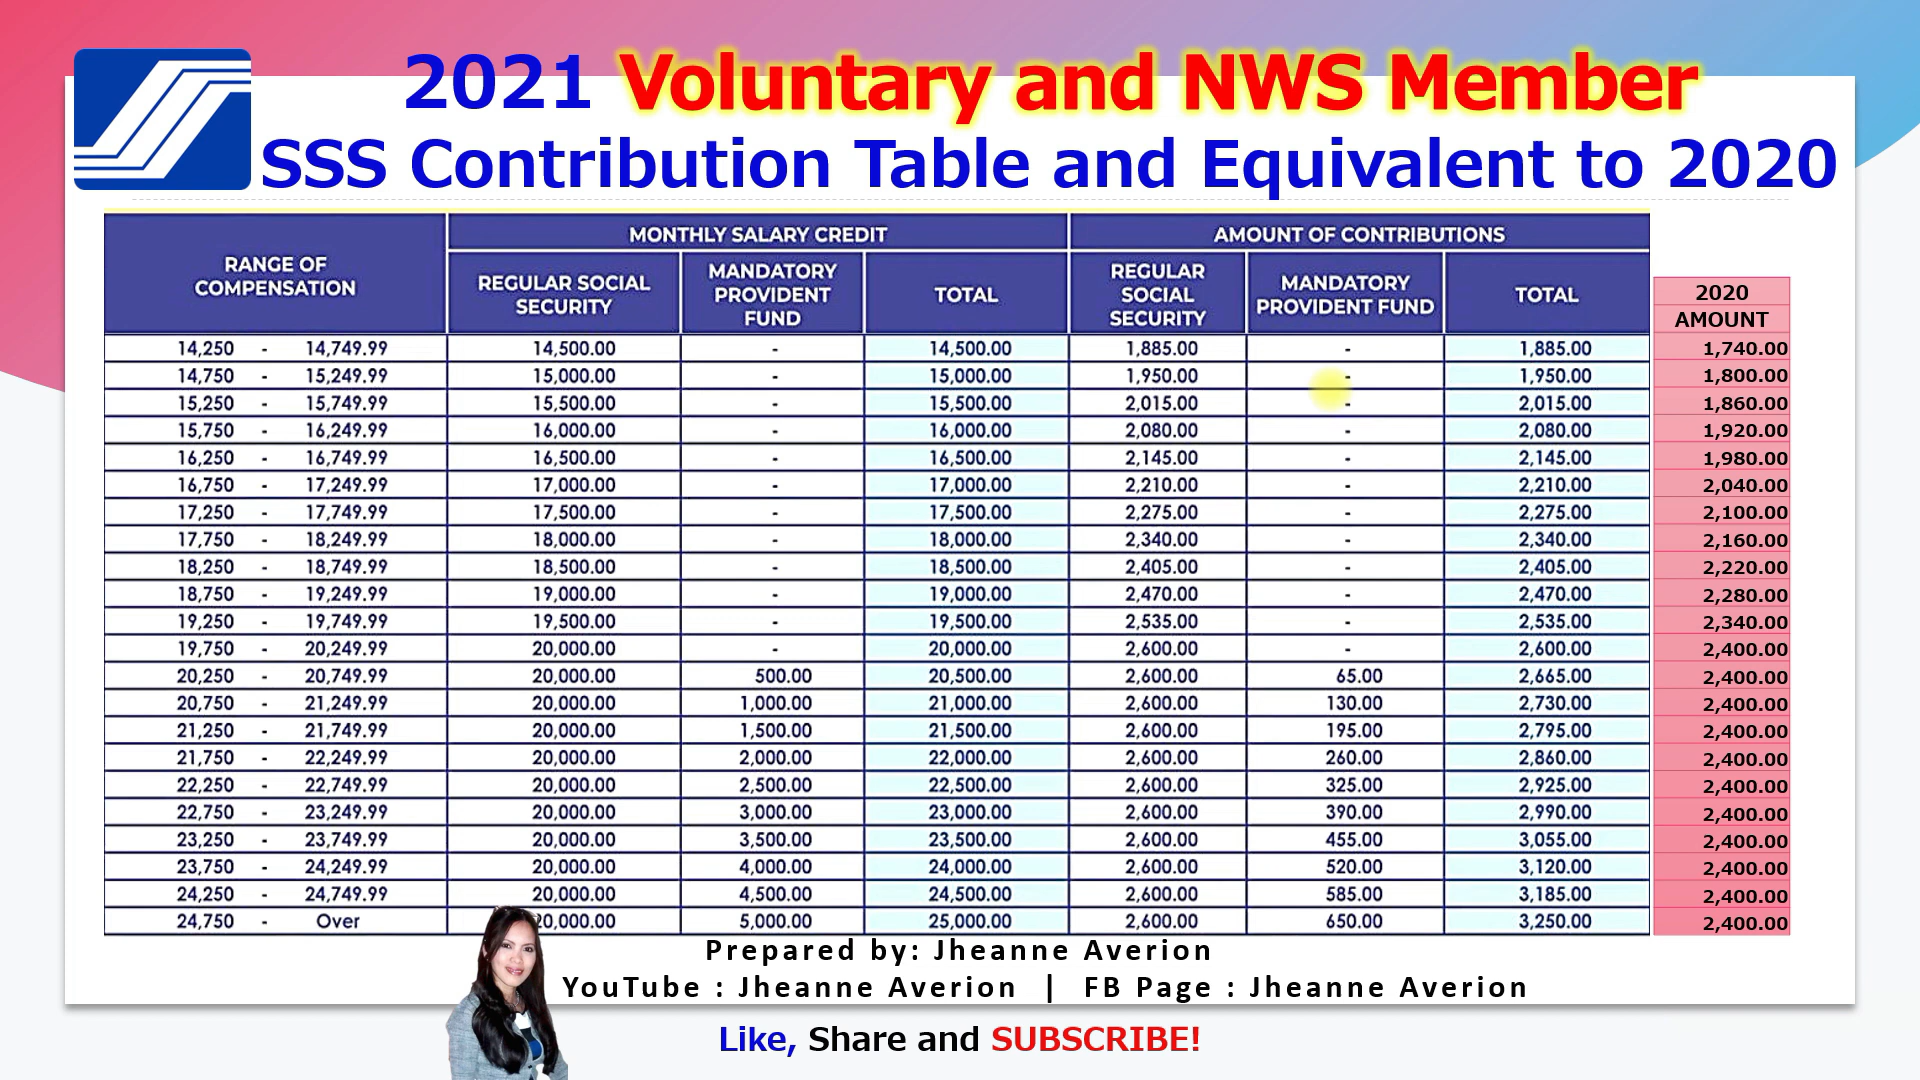 2021 Voluntary and NWS Member
SSS Contribution Table and Equivalent to 2020
RANGE OF COMPENSATION MONTHLY SALARY CREDIT AMOUNT OF CONTRIBUTIONS
REGULAR SOCIAL SECURITY MANDATORY PROVIDENT FUND TOTAL REGULAR SOCIAL SECURITY MANDATORY PROVIDENT FUND TOTAL 2020 AMOUNT
14,250 - 14,749.99 14,500.00 - 14,500.00 1,885.00 - 1,885.00 1,740.00
14,750 - 15,249.99 15,000.00 - 15,000.00 1,950.00 - 1,950.00 1,800.00
15,250 - 15,749.99 15,500.00 - 15,500.00 2,015.00 - 2,015.00 1,860.00
15,750 - 16,249.99 16,000.00 - 16,000.00 2,080.00 - 2,080.00 1,920.00
16,250 - 16,749.99 16,500.00 - 16,500.00 2,145.00 - 2,145.00 1,980.00
16,750 - 17,249.99 17,000.00 - 17,000.00 2,210.00 - 2,210.00 2,040.00
17,250 - 17,749.99 17,500.00 - 17,500.00 2,275.00 - 2,275.00 2,100.00
17,750 - 18,249.99 18,000.00 - 18,000.00 2,340.00 - 2,340.00 2,160.00
18,250 - 18,749.99 18,500.00 - 18,500.00 2,405.00 - 2,405.00 2,220.00
18,750 - 19,249.99 19,000.00 - 19,000.00 2,470.00 - 2,470.00 2,280.00
19,250 - 19,749.99 19,500.00 - 19,500.00 2,535.00 - 2,535.00 2,340.00
19,750 - 20,249.99 20,000.00 - 20,000.00 2,600.00 - 2,600.00 2,400.00
20,250 - 20,749.99 20,000.00 500.00 20,500.00 2,600.00 65.00 2,665.00 2,400.00
20,750 - 21,249.99 20,000.00 1,000.00 21,000.00 2,600.00 130.00 2,730.00 2,400.00
21,250 - 21,749.99 20,000.00 1,500.00 21,500.00 2,600.00 195.00 2,795.00 2,400.00
21,750 - 22,249.99 20,000.00 2,000.00 22,000.00 2,600.00 260.00 2,860.00 2,400.00
22,250 - 22,749.99 20,000.00 2,500.00 22,500.00 2,600.00 325.00 2,925.00 2,400.00
22,750 - 23,249.99 20,000.00 3,000.00 23,000.00 2,600.00 390.00 2,990.00 2,400.00
23,250 - 23,749.99 20,000.00 3,500.00 23,500.00 2,600.00 455.00 3,055.00 2,400.00
23,750 - 24,249.99 20,000.00 4,000.00 24,000.00 2,600.00 520.00 3,120.00 2,400.00
24,250 - 24,749.99 20,000.00 4,500.00 24,500.00 2,600.00 585.00 3,185.00 2,400.00
24,750 - Over 20,000.00 5,000.00 25,000.00 2,600.00 650.00 3,250.00 2,400.00
Prepared by: Jheanne Averion
YouTube : Jheanne Averion | FB Page : Jheanne Averion
Like, Share and SUBSCRIBE!